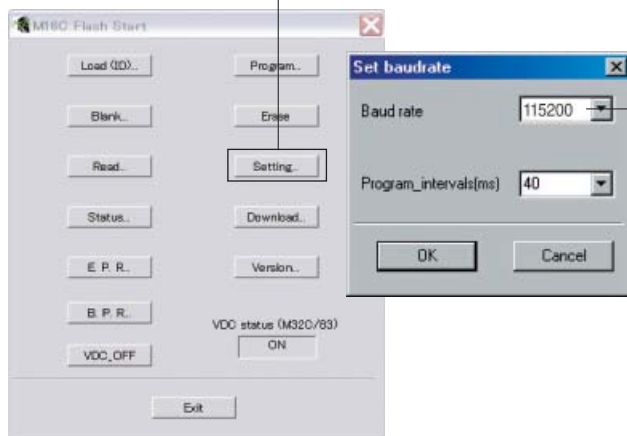 M16C Flash Start
Load (ID)...
Program...
Blank...
Erase
Read...
Setting...
Status...
Download...
E. P. R...
Version...
B. P. R...
VDC status (M32C/83)
ON
VDC_OFF
Exit
Set baudrate
Baud rate
115200
Program_intervals(ms)
40
OK
Cancel